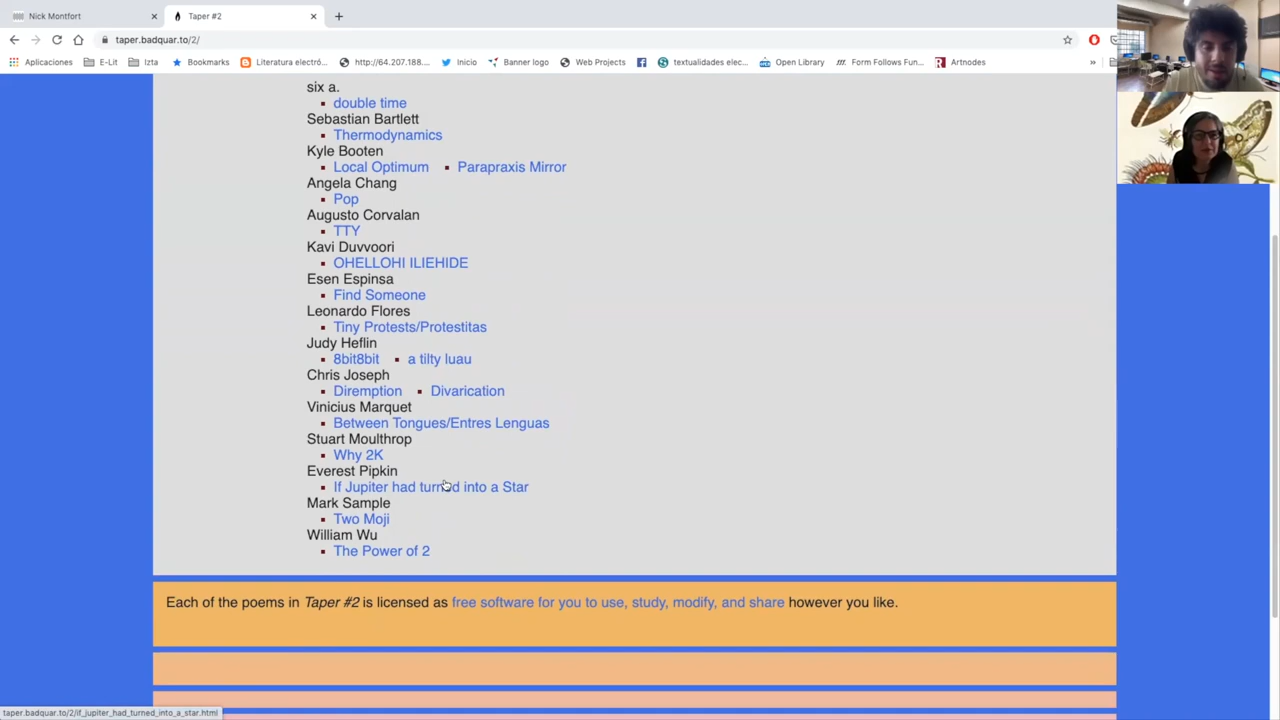 Nick Montfort
Taper #2
taper.badquar.to/2/
Aplicaciones
E-Lit
Izta
Bookmarks
Literatura electró...
http://64.207.188....
Inicio
Banner logo
Web Projects
textualidades elec...
Open Library
Form Follows Fun...
Artnodes
»
six a.
▪ double time
Sebastian Bartlett
▪ Thermodynamics
Kyle Booten
▪ Local Optimum ▪ Parapraxis Mirror
Angela Chang
▪ Pop
Augusto Corvalan
▪ TTY
Kavi Duvvoori
▪ OHELLOHI ILIEHIDE
Esen Espinsa
▪ Find Someone
Leonardo Flores
▪ Tiny Protests/Protestitas
Judy Heflin
▪ 8bit8bit ▪ a tilty luau
Chris Joseph
▪ Diremption ▪ Divarication
Vinicius Marquet
▪ Between Tongues/Entres Lenguas
Stuart Moulthrop
▪ Why 2K
Everest Pipkin
▪ If Jupiter had turned into a Star
Mark Sample
▪ Two Moji
William Wu
▪ The Power of 2
Each of the poems in Taper #2 is licensed as free software for you to use, study, modify, and share however you like.
taper.badquar.to/2/if_jupiter_had_turned_into_a_star.html